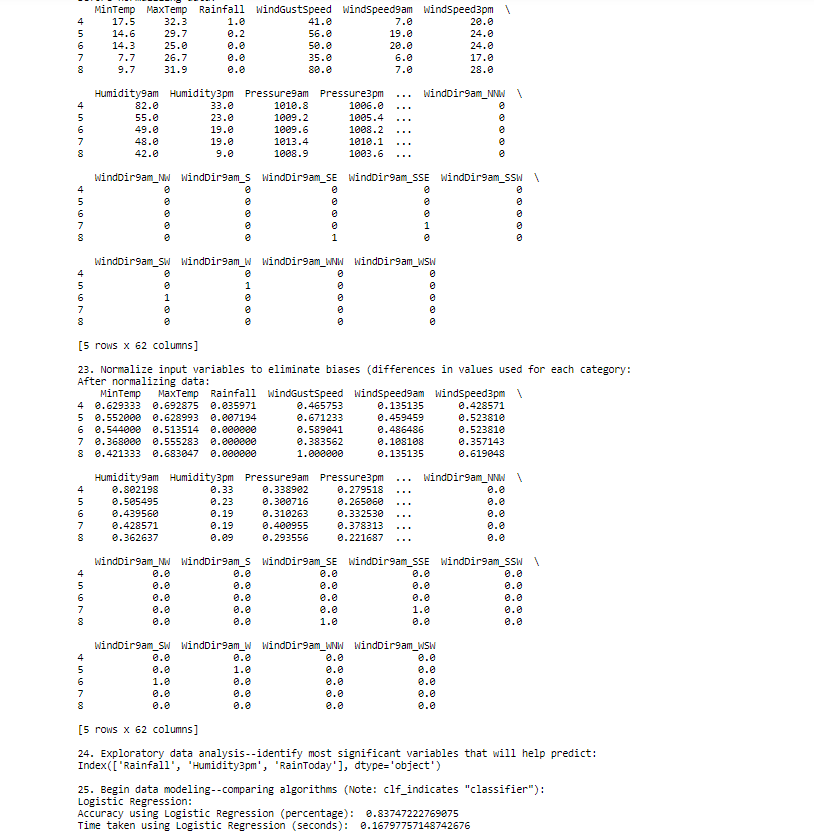 MinTemp MaxTemp Rainfall WindGustSpeed WindSpeed9am WindSpeed3pm \
4 17.5 32.3 1.0 41.0 7.0 20.0
5 14.6 29.7 0.2 56.0 19.0 24.0
6 14.3 25.0 0.0 50.0 20.0 24.0
7 7.7 26.7 0.0 35.0 6.0 17.0
8 9.7 31.9 0.0 80.0 7.0 28.0
Humidity9am Humidity3pm Pressure9am Pressure3pm ... WindDir9am_NNW \
4 82.0 33.0 1010.8 1006.0 ... 0
5 55.0 23.0 1009.2 1005.4 ... 0
6 49.0 19.0 1009.6 1008.2 ... 0
7 48.0 19.0 1013.4 1010.1 ... 0
8 42.0 9.0 1008.9 1003.6 ... 0
WindDir9am_NW WindDir9am_S WindDir9am_SE WindDir9am_SSE WindDir9am_SSW \
4 0 0 0 0 0
5 0 0 0 0 0
6 0 0 0 0 0
7 0 0 0 1 0
8 0 0 1 0 0
WindDir9am_SW WindDir9am_W WindDir9am_WNW WindDir9am_WSW
4 0 0 0 0
5 0 1 0 0
6 1 0 0 0
7 0 0 0 0
8 0 0 0 0
[5 rows x 62 columns]
23. Normalize input variables to eliminate biases (differences in values used for each category:
After normalizing data:
MinTemp MaxTemp Rainfall WindGustSpeed WindSpeed9am WindSpeed3pm \
4 0.629333 0.692875 0.035971 0.465753 0.135135 0.428571
5 0.552000 0.628993 0.007194 0.671233 0.459459 0.523810
6 0.544000 0.513514 0.000000 0.589041 0.486486 0.523810
7 0.368000 0.555283 0.000000 0.383562 0.108108 0.357143
8 0.421333 0.683047 0.000000 1.000000 0.135135 0.619048
Humidity9am Humidity3pm Pressure9am Pressure3pm ... WindDir9am_NNW \
4 0.802198 0.33 0.338902 0.279518 ... 0.0
5 0.505495 0.23 0.300716 0.265060 ... 0.0
6 0.439560 0.19 0.310263 0.332530 ... 0.0
7 0.428571 0.19 0.400955 0.378313 ... 0.0
8 0.362637 0.09 0.293556 0.221687 ... 0.0
WindDir9am_NW WindDir9am_S WindDir9am_SE WindDir9am_SSE WindDir9am_SSW \
4 0.0 0.0 0.0 0.0 0.0
5 0.0 0.0 0.0 0.0 0.0
6 0.0 0.0 0.0 0.0 0.0
7 0.0 0.0 0.0 1.0 0.0
8 0.0 0.0 1.0 0.0 0.0
WindDir9am_SW WindDir9am_W WindDir9am_WNW WindDir9am_WSW
4 0.0 0.0 0.0 0.0
5 0.0 1.0 0.0 0.0
6 1.0 0.0 0.0 0.0
7 0.0 0.0 0.0 0.0
8 0.0 0.0 0.0 0.0
[5 rows x 62 columns]
24. Exploratory data analysis--identify most significant variables that will help predict:
Index(['Rainfall', 'Humidity3pm', 'RainToday'], dtype='object')
25. Begin data modeling--comparing algorithms (Note: clf_indicates "classifier"):
Logistic Regression:
Accuracy using Logistic Regression (percentage): 0.83747222769075
Time taken using Logistic Regression (seconds): 0.16797757148742676